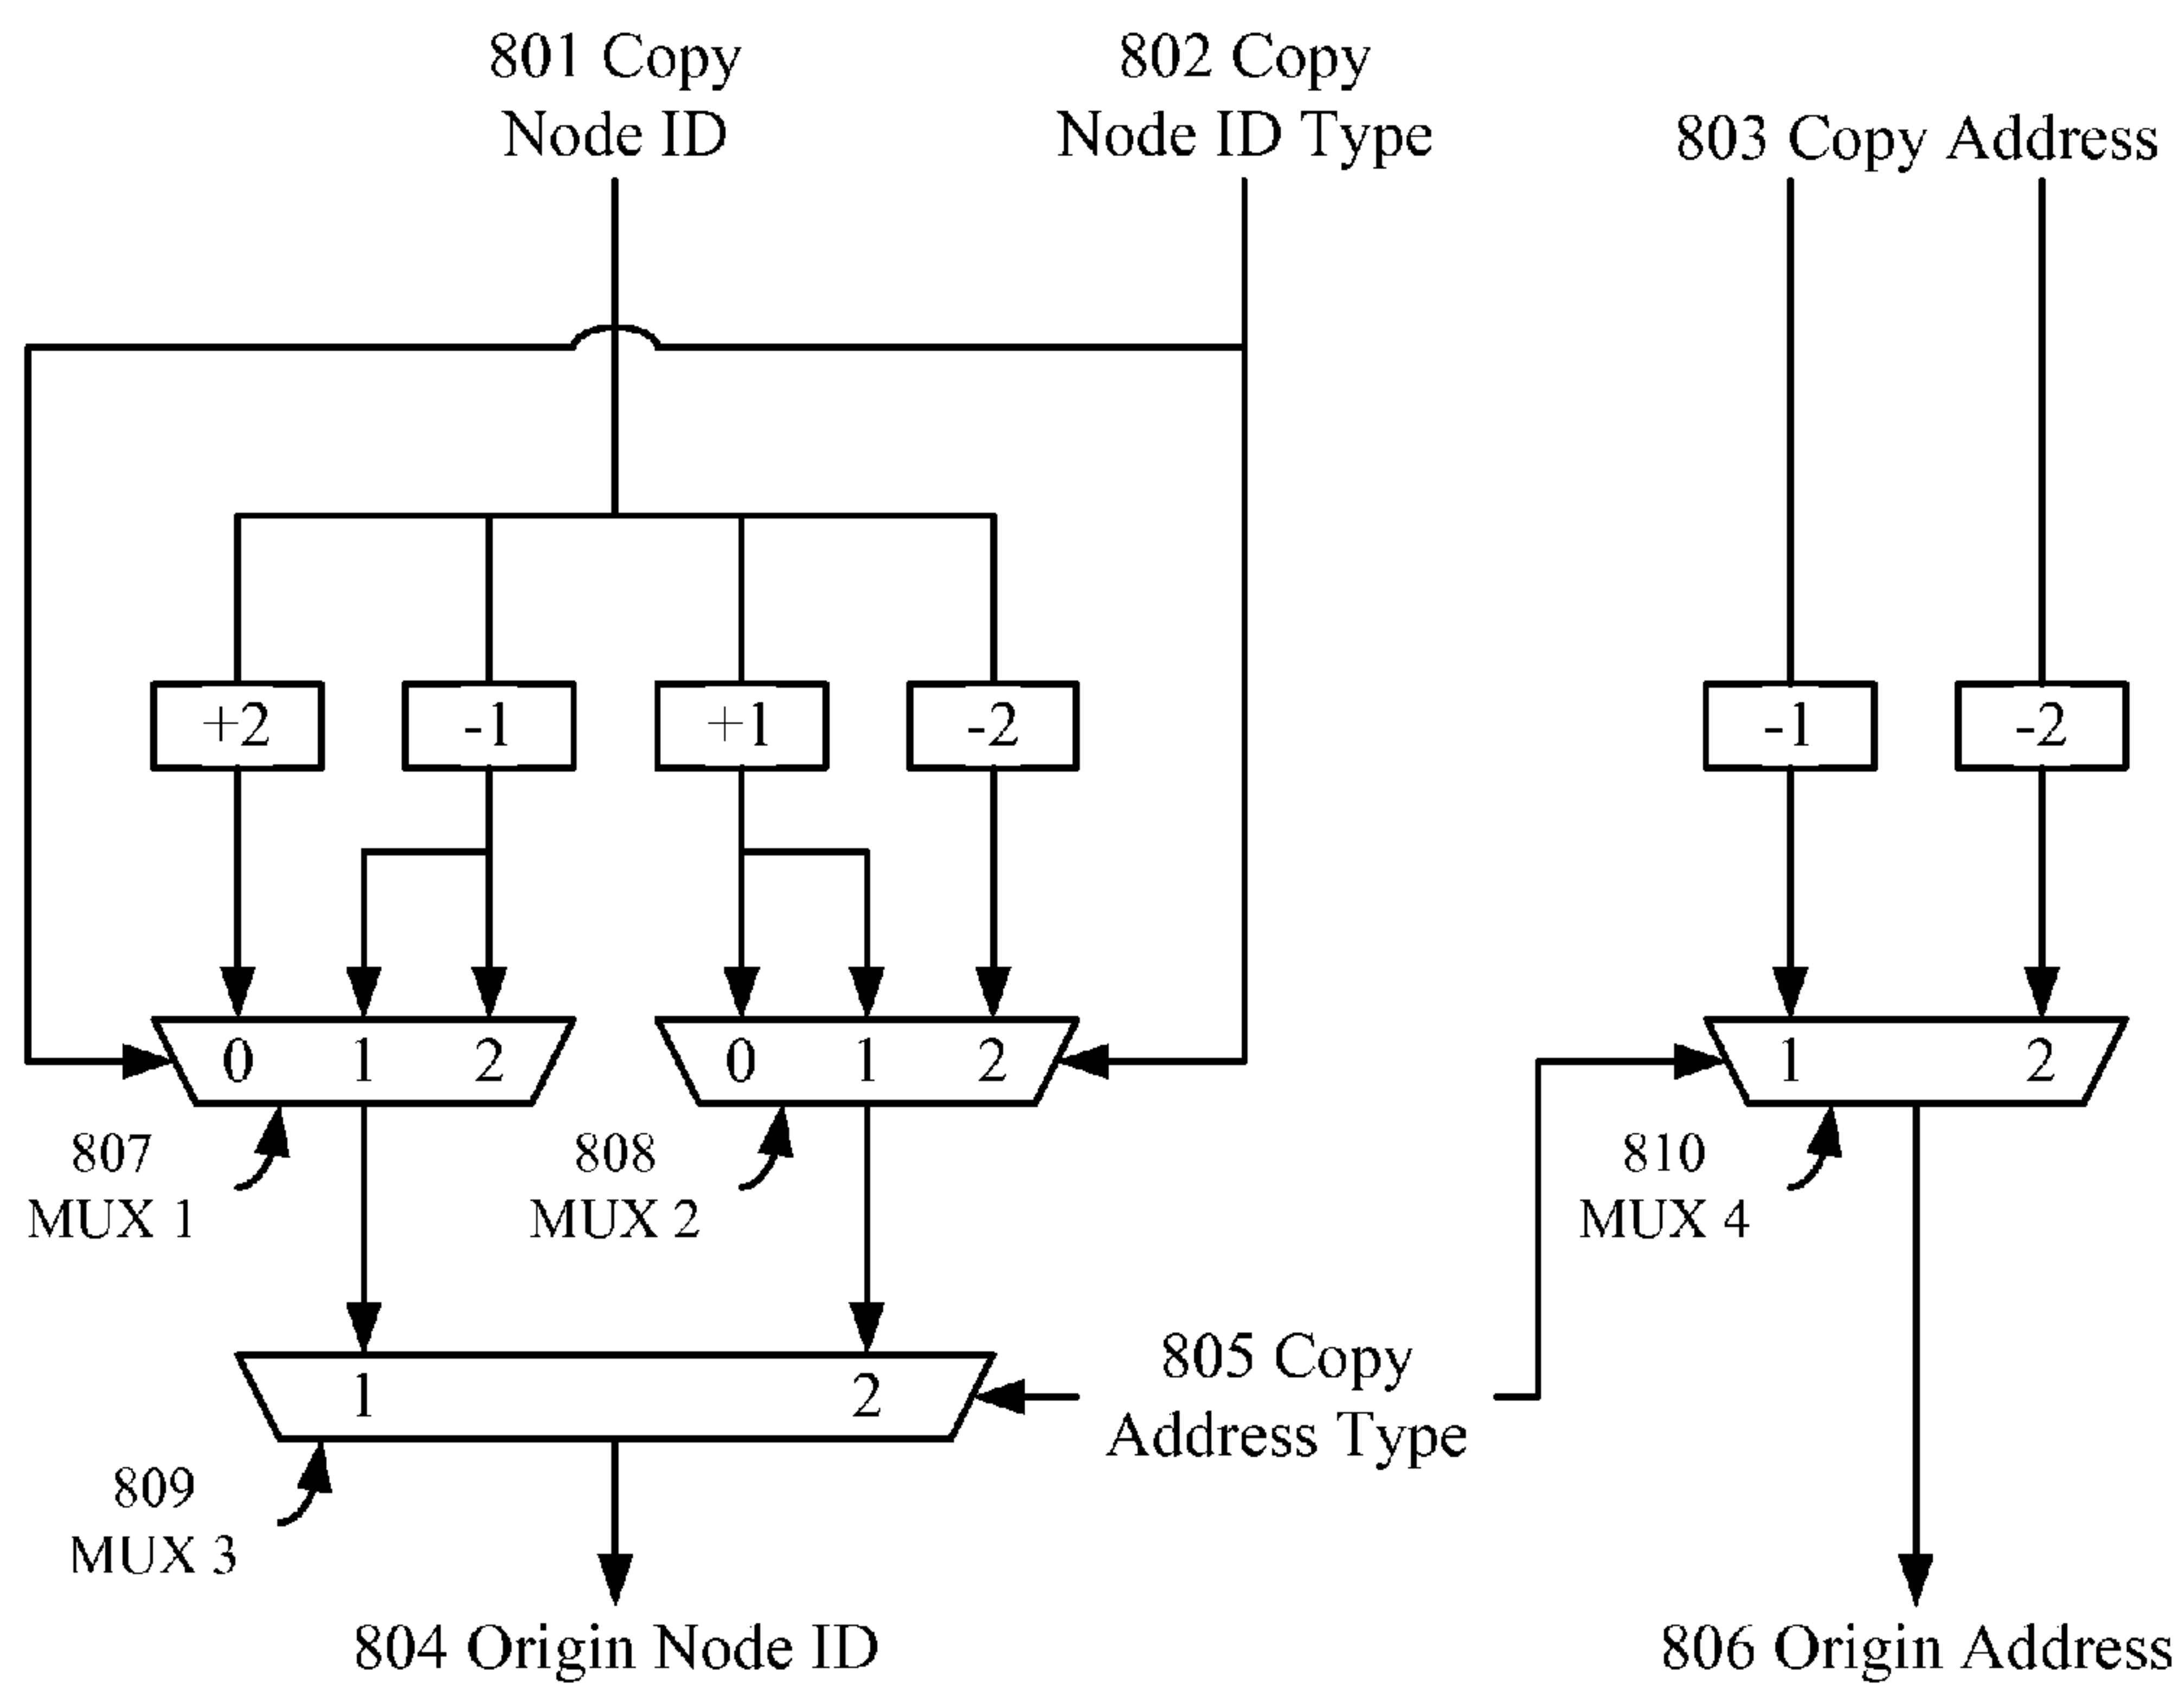 801 Copy
Node ID
802 Copy
Node ID Type
803 Copy Address
+2
-1
+1
-2
-1
-2
0 1 2
0 1 2
1 2
807
MUX 1
808
MUX 2
810
MUX 4
1 2
805 Copy
Address Type
809
MUX 3
804 Origin Node ID
806 Origin Address